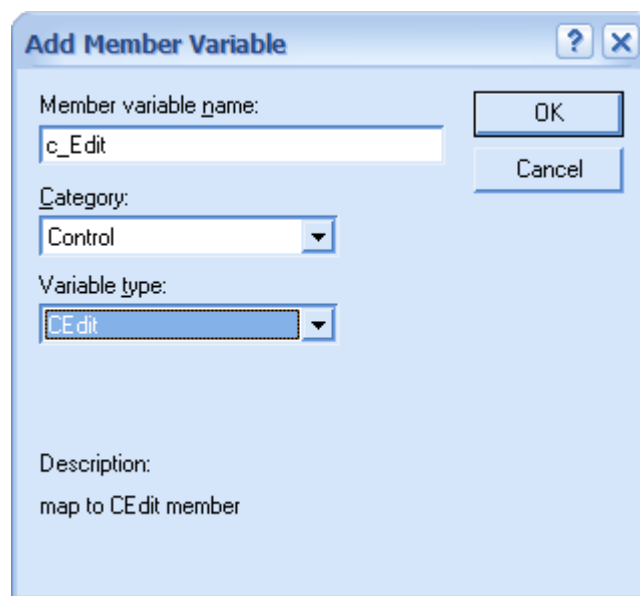 Add Member Variable
?
Member variable name:
OK
c_Edit
Cancel
Category:
Control
Variable type:
CEdit
Description:
map to CEdit member